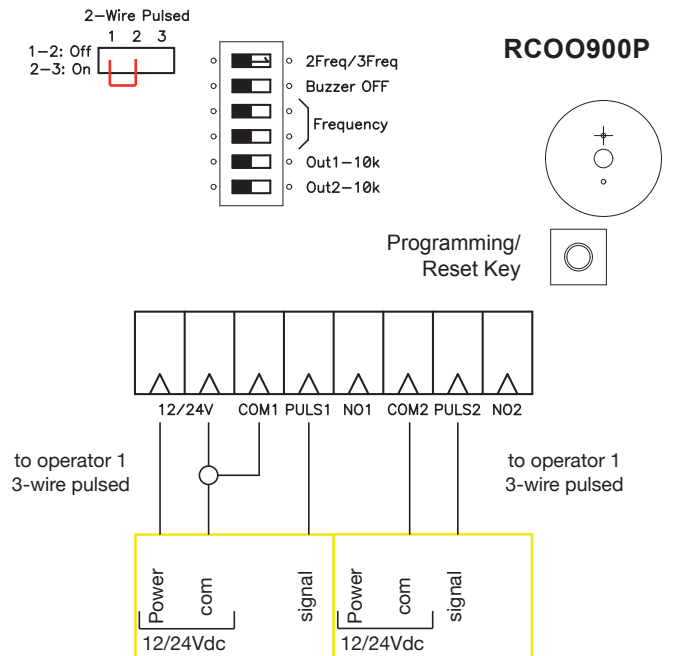 2-Wire Pulsed
1 2 3
1-2: Off
2-3: On
2Freq/3Freq
Buzzer OFF
Frequency
Out1-10k
Out2-10k
RCOO900P
Programming/
Reset Key
12/24V COM1 PULS1 NO1 COM2 PULS2 NO2
to operator 1
3-wire pulsed
to operator 1
3-wire pulsed
Power
com
signal
12/24Vdc
Power
com
signal
12/24Vdc